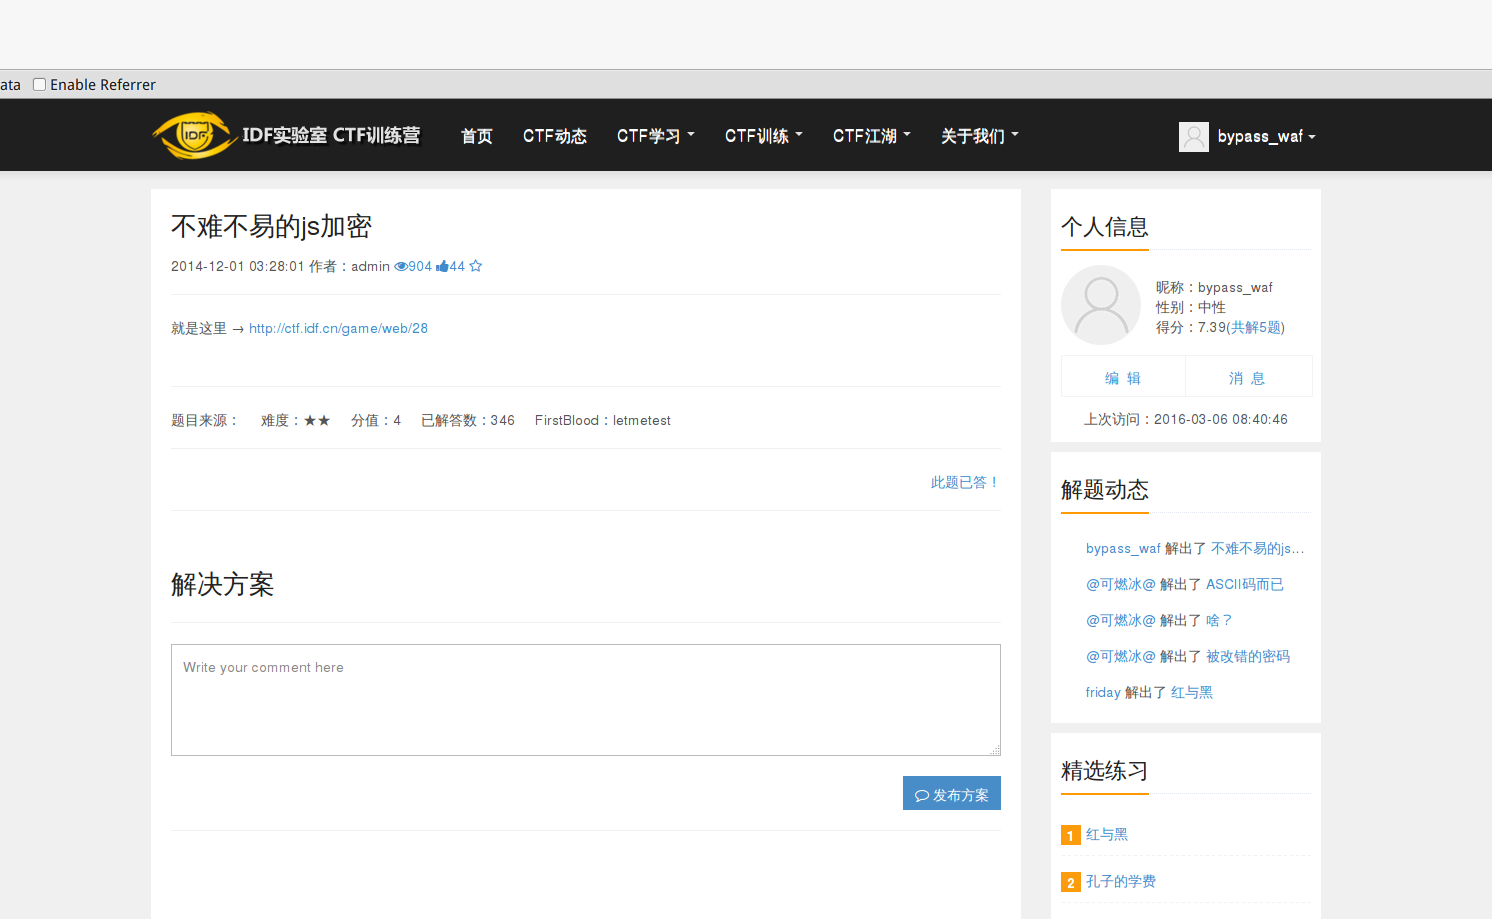 ata Enable Referrer
IDF
IDF实验室 CTF训练营 首页 CTF动态 CTF学习 CTF训练 CTF江湖 关于我们 bypass_waf
不难不易的js加密
2014-12-01 03:28:01 作者：admin 904 44
就是这里 → http://ctf.idf.cn/game/web/28
题目来源： 难度：★★ 分值：4 已解答数：346 FirstBlood：letmetest
此题已答！
解决方案
Write your comment here
发布方案
个人信息
昵称：bypass_waf
性别：中性
得分：7.39(共解5题)
编 辑 消 息
上次访问：2016-03-06 08:40:46
解题动态
bypass_waf 解出了 不难不易的js...
@可燃冰@ 解出了 ASCII码而已
@可燃冰@ 解出了 啥？
@可燃冰@ 解出了 被改错的密码
friday 解出了 红与黑
精选练习
1 红与黑
2 孔子的学费